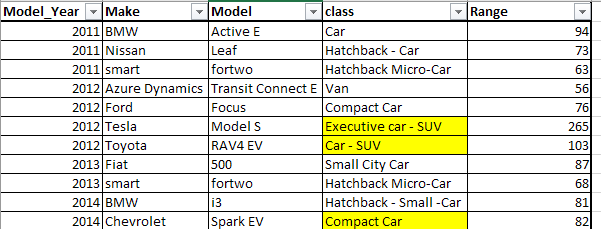 Model_Year Make Model class Range
2011 BMW Active E Car 94
2011 Nissan Leaf Hatchback - Car 73
2011 smart fortwo Hatchback Micro-Car 63
2012 Azure Dynamics Transit Connect E Van 56
2012 Ford Focus Compact Car 76
2012 Tesla Model S Executive car - SUV 265
2012 Toyota RAV4 EV Car - SUV 103
2013 Fiat 500 Small City Car 87
2013 smart fortwo Hatchback Micro-Car 68
2014 BMW i3 Hatchback - Small -Car 81
2014 Chevrolet Spark EV Compact Car 82